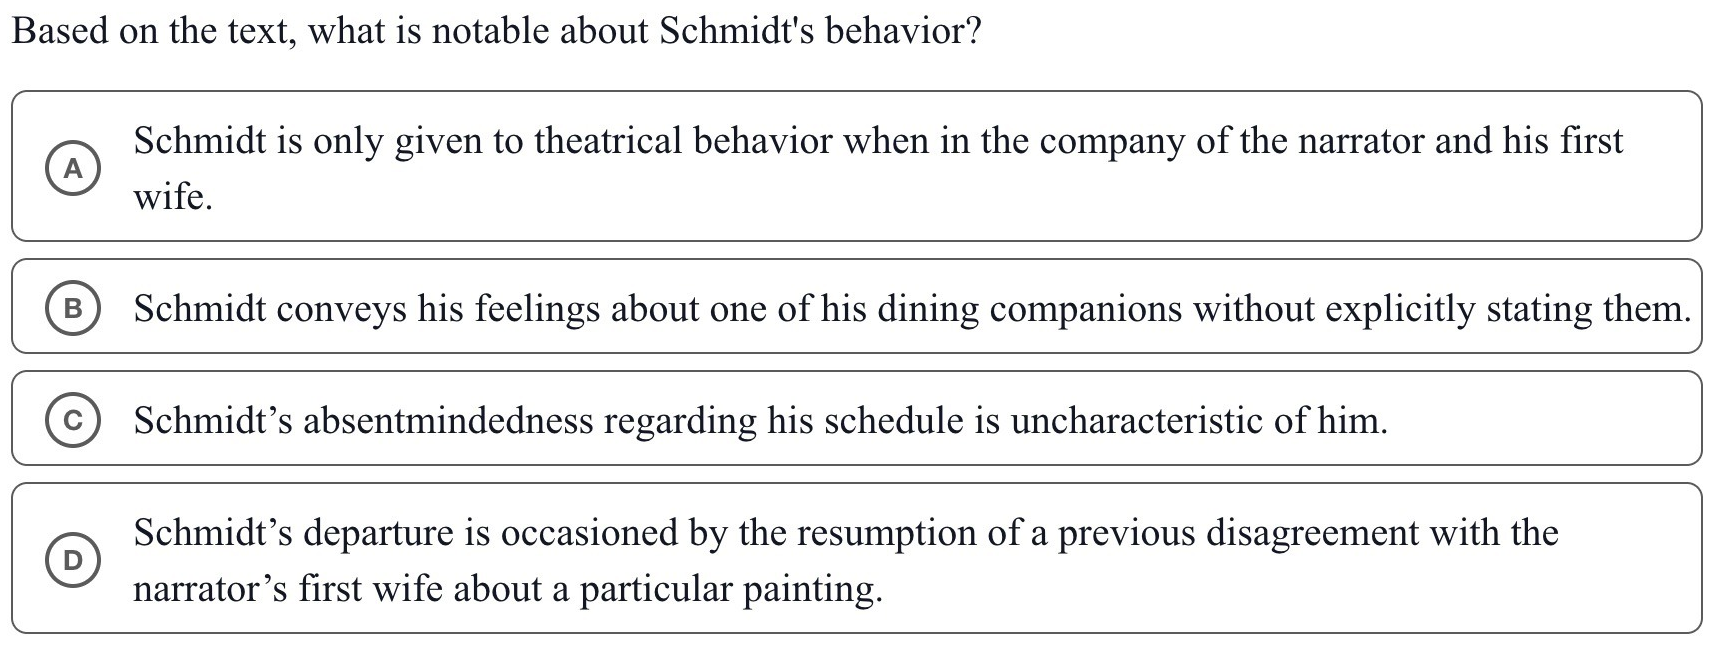 Based on the text, what is notable about Schmidt's behavior?
A
Schmidt is only given to theatrical behavior when in the company of the narrator and his first
wife.
B
Schmidt conveys his feelings about one of his dining companions without explicitly stating them.
C
Schmidt’s absentmindedness regarding his schedule is uncharacteristic of him.
D
Schmidt’s departure is occasioned by the resumption of a previous disagreement with the
narrator’s first wife about a particular painting.